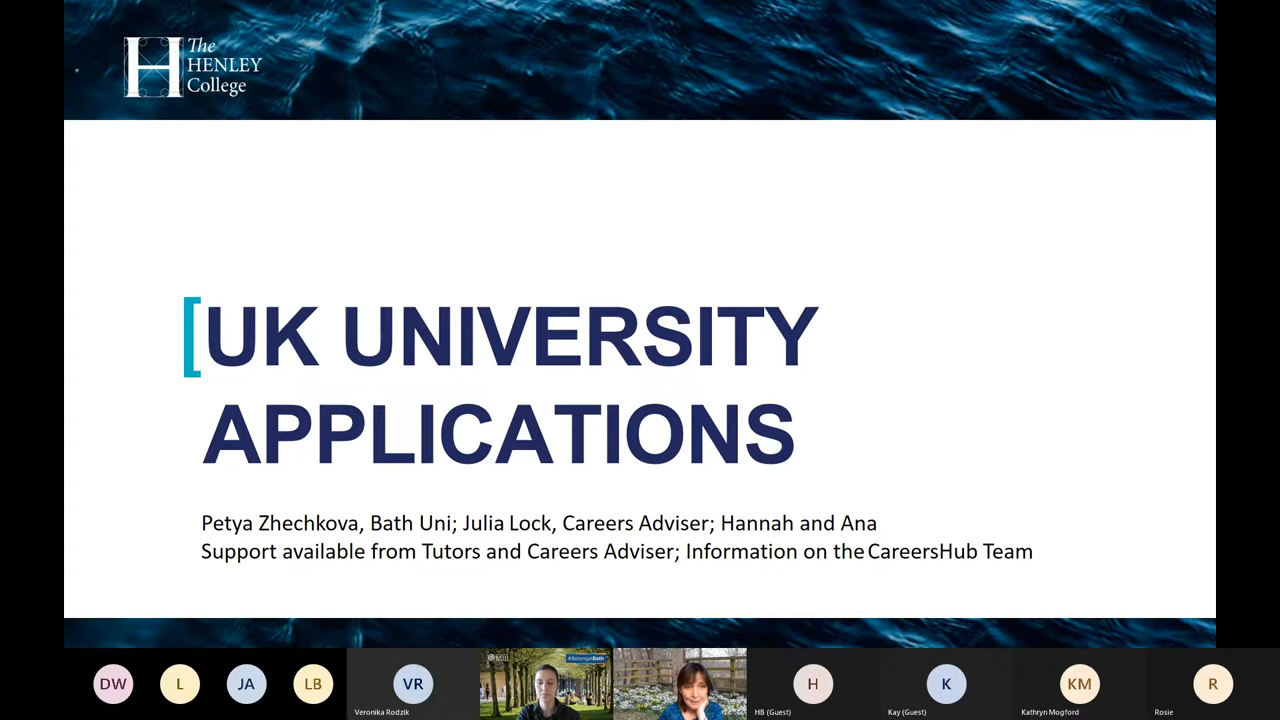 The
HENLEY
College
UK UNIVERSITY
APPLICATIONS
Petya Zhechkova, Bath Uni; Julia Lock, Careers Adviser; Hannah and Ana
Support available from Tutors and Careers Adviser; Information on the CareersHub Team
DW
L
JA
LB
VR
Veronika Rodzik
BATH
#BelongatBath
H
HB (Guest)
K
Kay (Guest)
KM
Kathryn Mogford
R
Rosie